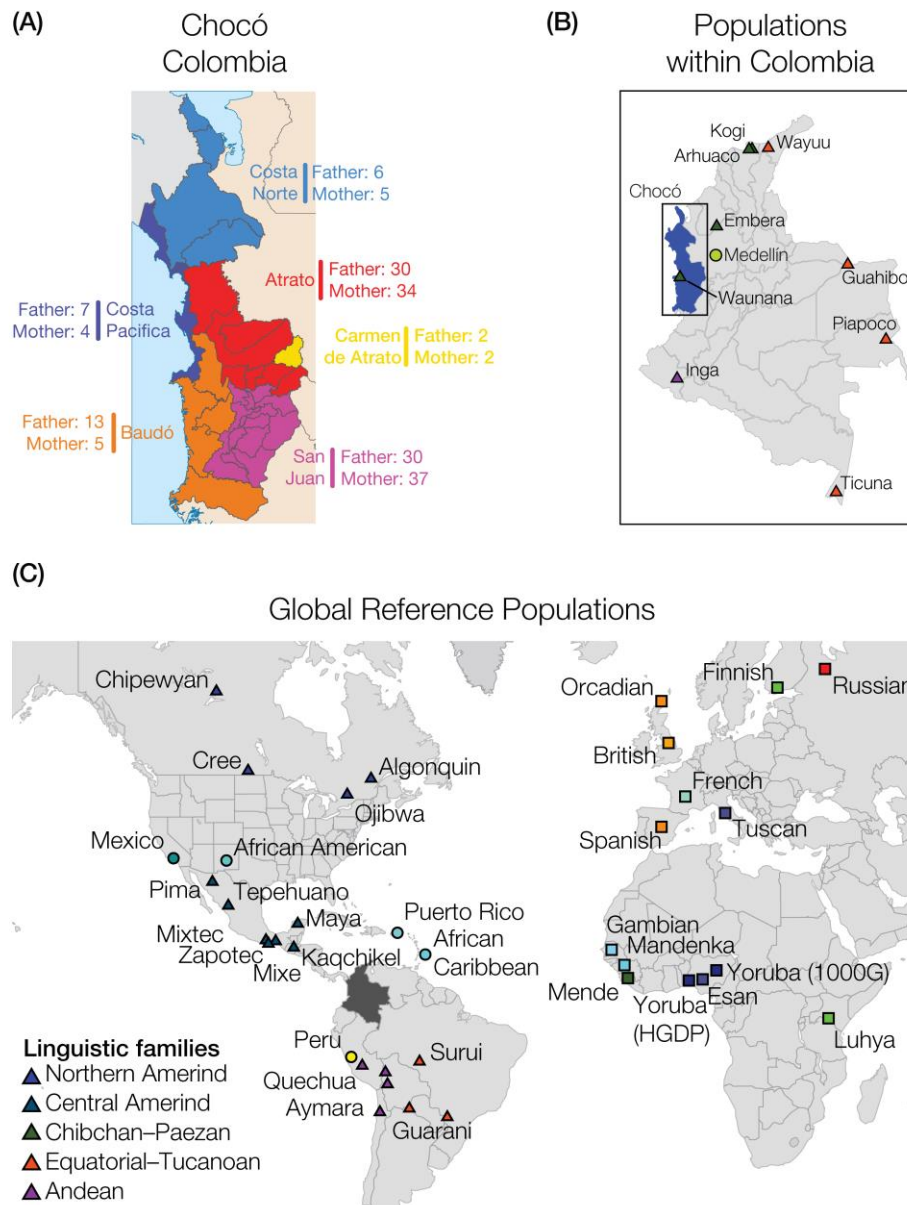 (A)
Chocó
Colombia
Costa
Norte
Father: 6
Mother: 5
Atrato
Father: 30
Mother: 34
Father: 7
Mother: 4
Costa
Pacifica
Carmen
de Atrato
Father: 2
Mother: 2
Father: 13
Mother: 5
Baudó
San
Juan
Father: 30
Mother: 37
(B)
Populations
within Colombia
Kogi
Arhuaco
Wayuu
Chocó
Embera
Medellín
Guahibo
Waunana
Piapoco
Inga
Ticuna
(C)
Global Reference Populations
Chipewyan
Cree
Algonquin
Ojibwa
Mexico
African American
Pima
Tepehuano
Maya
Mixtec
Zapotec
Mixe
Kaqchikel
Puerto Rico
African
Caribbean
Peru
Surui
Quechua
Aymara
Guarani
Orcadian
Finnish
Russian
British
French
Spanish
Tuscan
Gambian
Mandenka
Mende
Yoruba (1000G)
Yoruba
(HGDP)
Esan
Luhya
Linguistic families
Northern Amerind
Central Amerind
Chibchan–Paezan
Equatorial–Tucanoan
Andean